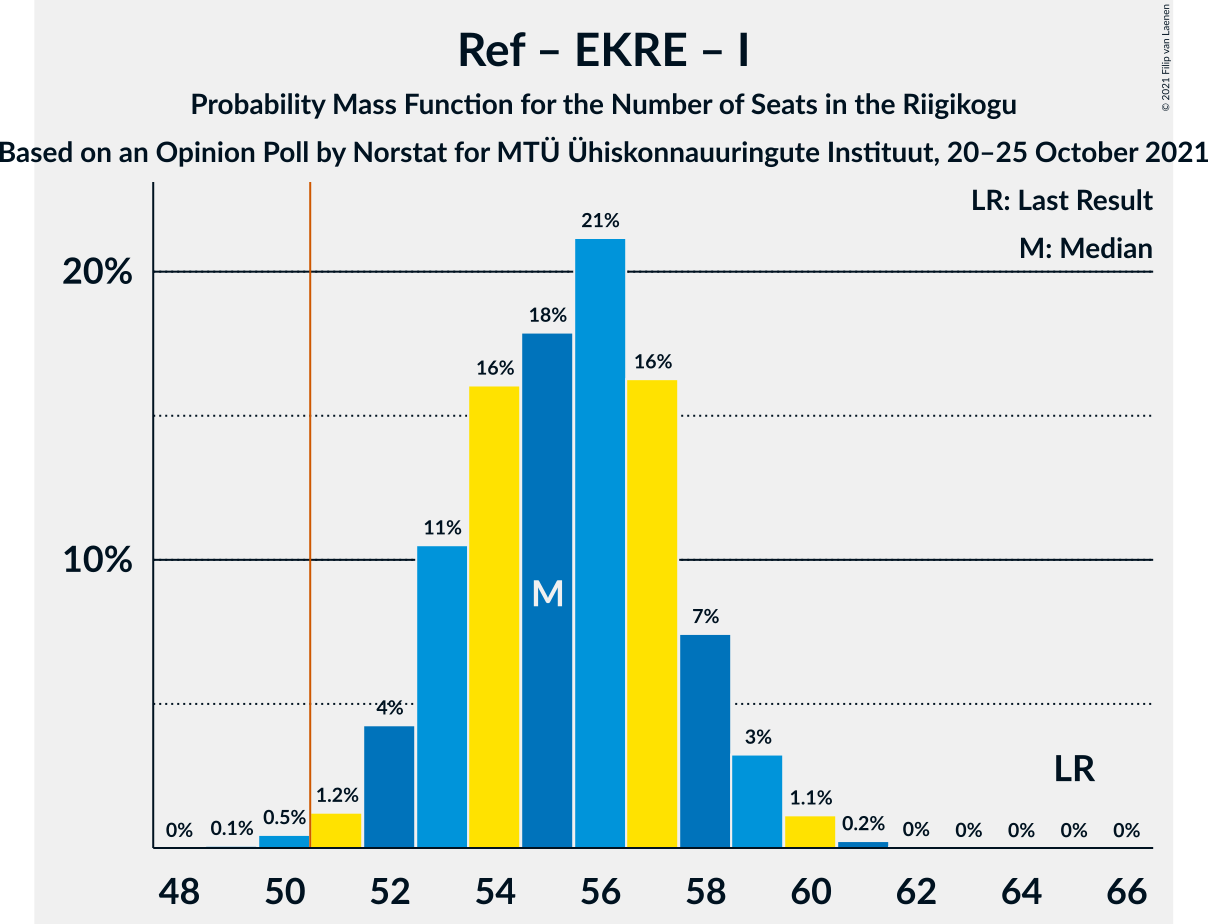 Ref – EKRE – I
Probability Mass Function for the Number of Seats in the Riigikogu
Based on an Opinion Poll by Norstat for MTÜ Ühiskonnauuringute Instituut, 20–25 October 2021
© 2021 Filip van Laenen
LR: Last Result
M: Median
20%
10%
0% 0.1% 0.5% 1.2% 4% 11% 16% 18% 21% 16% 7% 3% 1.1% 0.2% 0% 0% 0% 0% 0%
M
LR
48 50 52 54 56 58 60 62 64 66